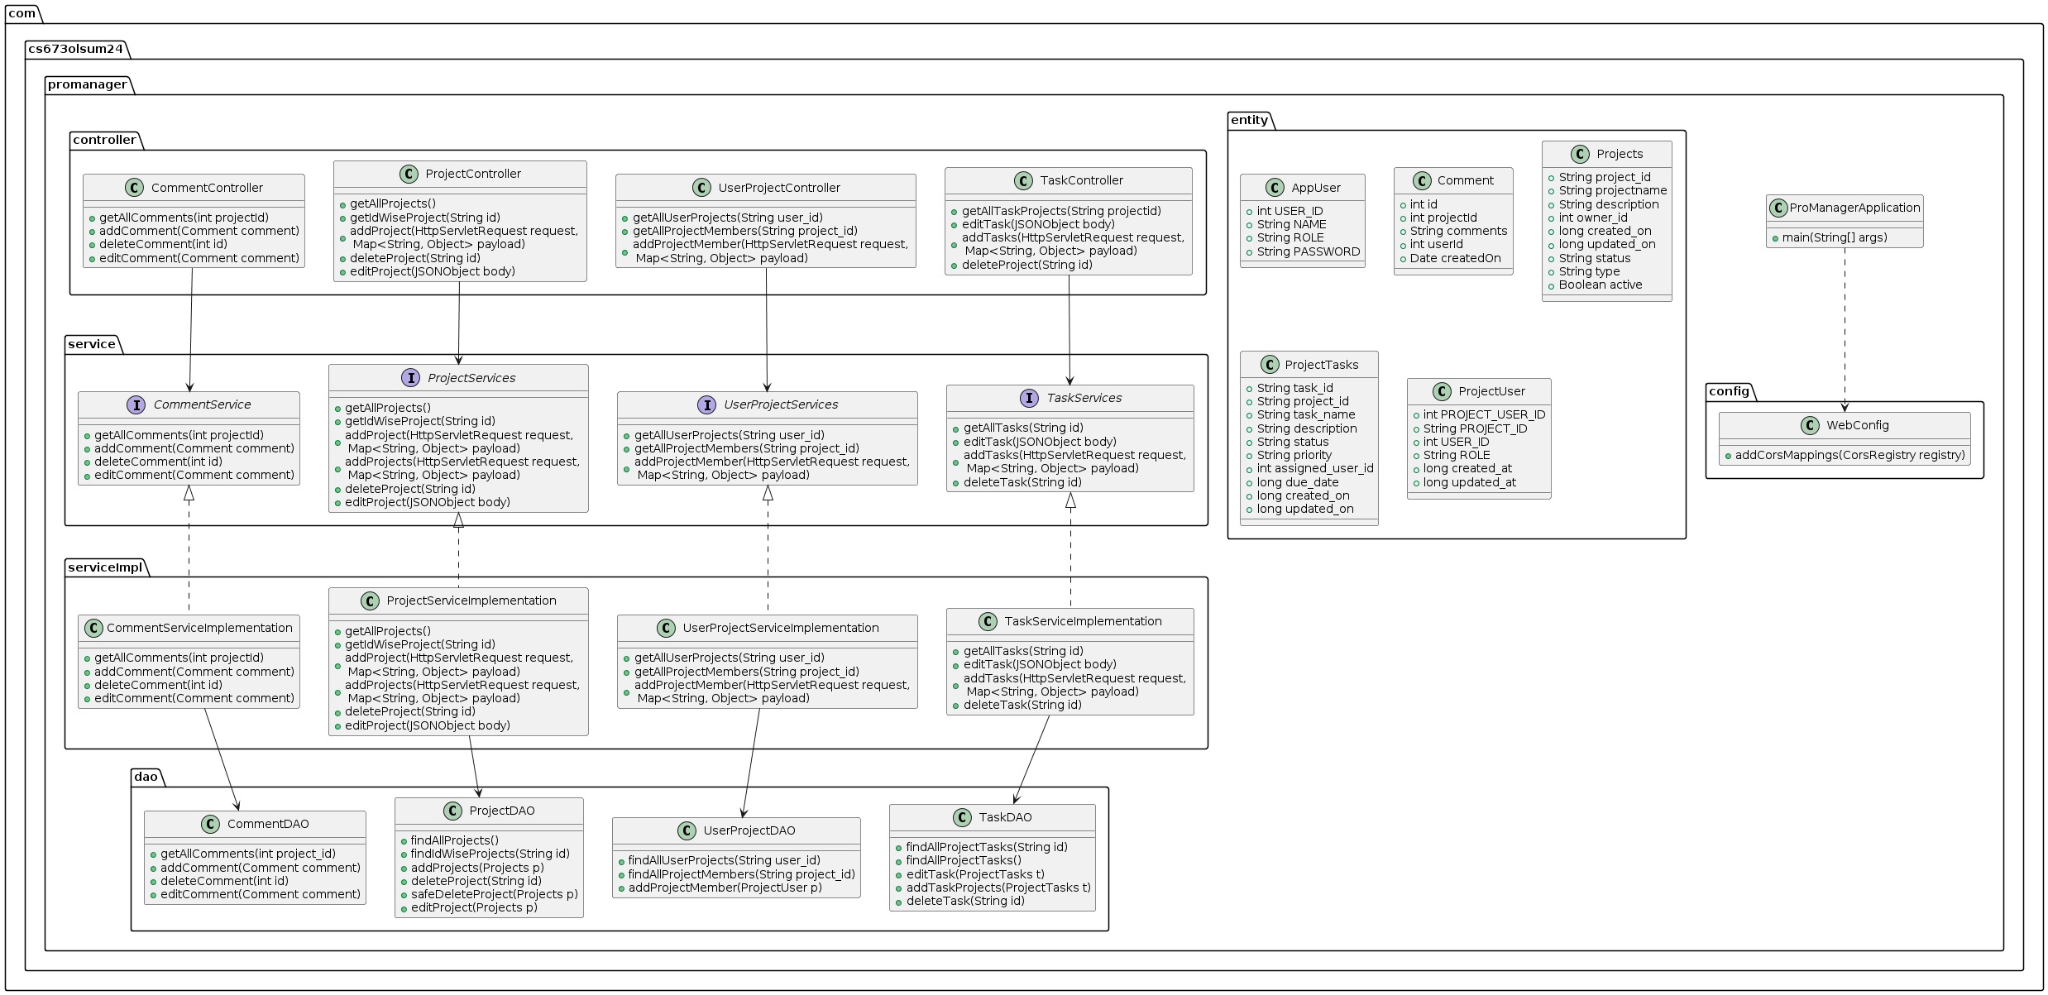 com
cs673olsum24
promanager
controller
C CommentController
getAllComments(int projectId)
addComment(Comment comment)
deleteComment(int id)
editComment(Comment comment)
C ProjectController
getAllProjects()
getIdWiseProject(String id)
addProject(HttpServletRequest request,
Map<String, Object> payload)
deleteProject(String id)
editProject(JSONObject body)
C UserProjectController
getAllUserProjects(String user_id)
getAllProjectMembers(String project_id)
addProjectMember(HttpServletRequest request,
Map<String, Object> payload)
C TaskController
getAllTaskProjects(String projectId)
editTask(JSONObject body)
addTasks(HttpServletRequest request,
Map<String, Object> payload)
deleteProject(String id)
service
I CommentService
getAllComments(int projectId)
addComment(Comment comment)
deleteComment(int id)
editComment(Comment comment)
I ProjectServices
getAllProjects()
getIdWiseProject(String id)
addProject(HttpServletRequest request,
Map<String, Object> payload)
addProjects(HttpServletRequest request,
Map<String, Object> payload)
deleteProject(String id)
editProject(JSONObject body)
I UserProjectServices
getAllUserProjects(String user_id)
getAllProjectMembers(String project_id)
addProjectMember(HttpServletRequest request,
Map<String, Object> payload)
I TaskServices
getAllTasks(String id)
editTask(JSONObject body)
addTasks(HttpServletRequest request,
Map<String, Object> payload)
deleteTask(String id)
serviceImpl
C CommentServiceImplementation
getAllComments(int projectId)
addComment(Comment comment)
deleteComment(int id)
editComment(Comment comment)
C ProjectServiceImplementation
getAllProjects()
getIdWiseProject(String id)
addProject(HttpServletRequest request,
Map<String, Object> payload)
addProjects(HttpServletRequest request,
Map<String, Object> payload)
deleteProject(String id)
editProject(JSONObject body)
C UserProjectServiceImplementation
getAllUserProjects(String user_id)
getAllProjectMembers(String project_id)
addProjectMember(HttpServletRequest request,
Map<String, Object> payload)
C TaskServiceImplementation
getAllTasks(String id)
editTask(JSONObject body)
addTasks(HttpServletRequest request,
Map<String, Object> payload)
deleteTask(String id)
dao
C CommentDAO
getAllComments(int project_id)
addComment(Comment comment)
deleteComment(int id)
editComment(Comment comment)
C ProjectDAO
findAllProjects()
findIdWiseProjects(String id)
addProjects(Projects p)
deleteProject(String id)
safeDeleteProject(Projects p)
editProject(Projects p)
C UserProjectDAO
findAllUserProjects(String user_id)
findAllProjectMembers(String project_id)
addProjectMember(ProjectUser p)
C TaskDAO
findAllProjectTasks(String id)
findAllProjectTasks()
editTask(ProjectTasks t)
addTaskProjects(ProjectTasks t)
deleteTask(String id)
entity
C AppUser
int USER_ID
String NAME
String ROLE
String PASSWORD
C Comment
int id
int projectId
String comments
int userId
Date createdOn
C Projects
String project_id
String projectname
String description
int owner_id
long created_on
long updated_on
String status
String type
Boolean active
C ProjectTasks
String task_id
String project_id
String task_name
String description
String status
String priority
int assigned_user_id
long due_date
long created_on
long updated_on
C ProjectUser
int PROJECT_USER_ID
String PROJECT_ID
int USER_ID
String ROLE
long created_at
long updated_at
C ProManagerApplication
main(String[] args)
config
C WebConfig
addCorsMappings(CorsRegistry registry)